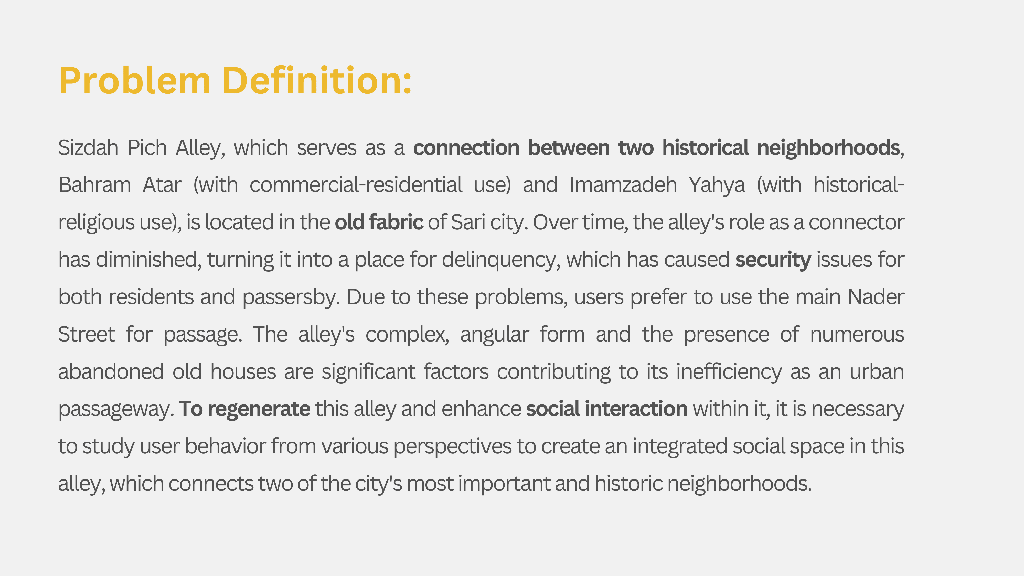 Problem Definition:
Sizdah Pich Alley, which serves as a connection between two historical neighborhoods,
Bahram Atar (with commercial-residential use) and Imamzadeh Yahya (with historical-
religious use), is located in the old fabric of Sari city. Over time, the alley's role as a connector
has diminished, turning it into a place for delinquency, which has caused security issues for
both residents and passersby. Due to these problems, users prefer to use the main Nader
Street for passage. The alley's complex, angular form and the presence of numerous
abandoned old houses are significant factors contributing to its inefficiency as an urban
passageway. To regenerate this alley and enhance social interaction within it, it is necessary
to study user behavior from various perspectives to create an integrated social space in this
alley, which connects two of the city's most important and historic neighborhoods.